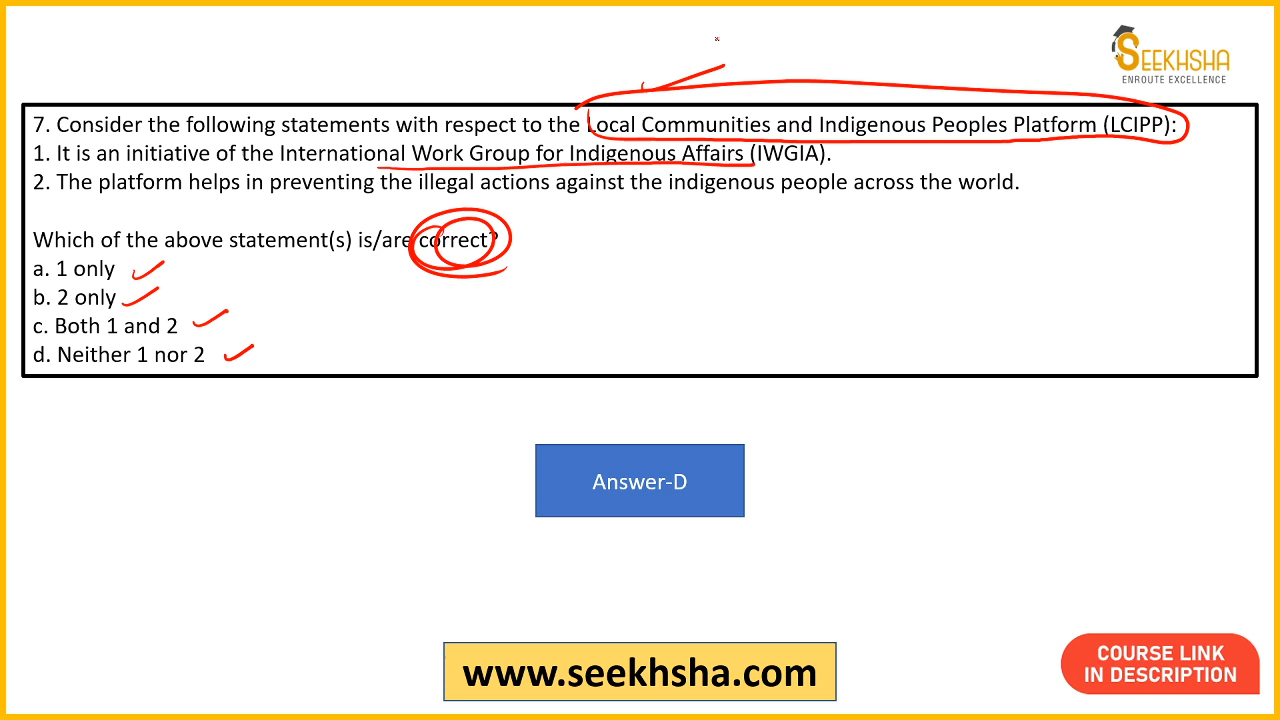 SEEKHSHA
ENROUTE EXCELLENCE
7. Consider the following statements with respect to the Local Communities and Indigenous Peoples Platform (LCIPP):
1. It is an initiative of the International Work Group for Indigenous Affairs (IWGIA).
2. The platform helps in preventing the illegal actions against the indigenous people across the world.
Which of the above statement(s) is/are correct?
a. 1 only
b. 2 only
c. Both 1 and 2
d. Neither 1 nor 2
Answer-D
www.seekhsha.com
COURSE LINK
IN DESCRIPTION